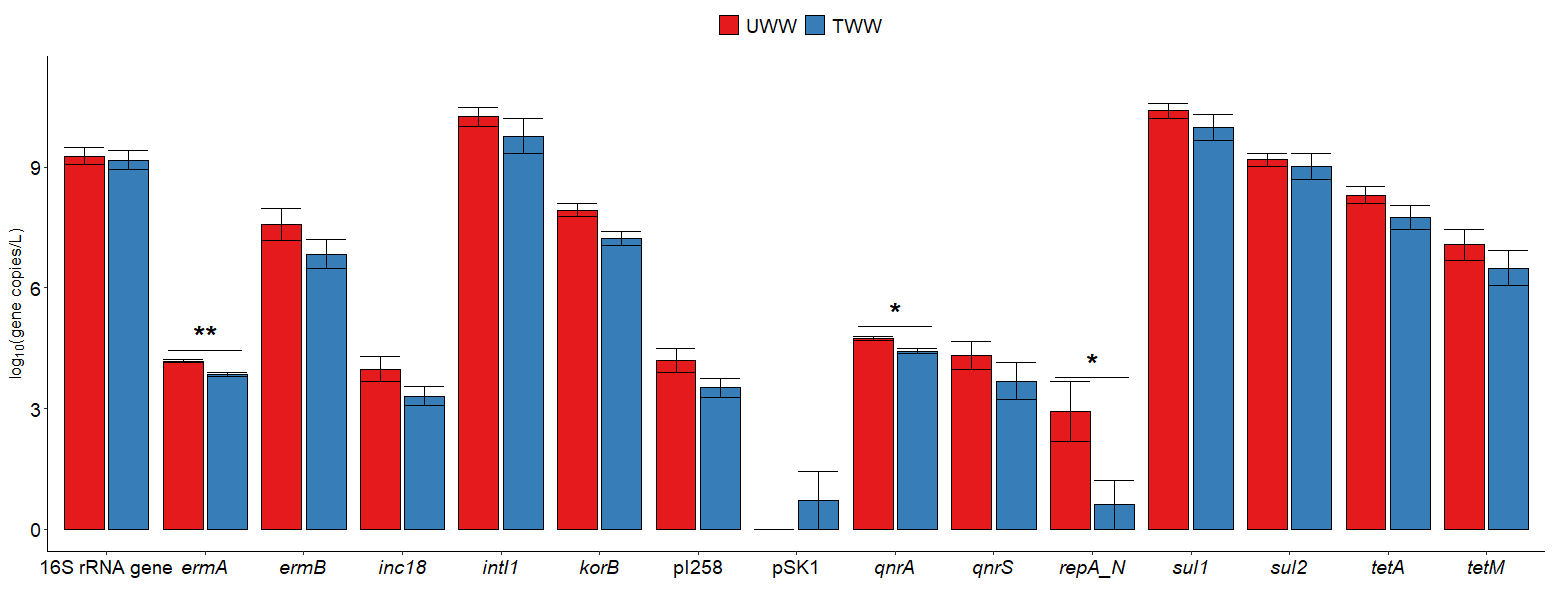 UWW TWW
log₁₀(gene copies/L)
9
**
6
*
*
3
0
16S rRNA gene ermA ermB inc18 intI1 korB pI258 pSK1 qnrA qnrS repA_N sul1 sul2 tetA tetM